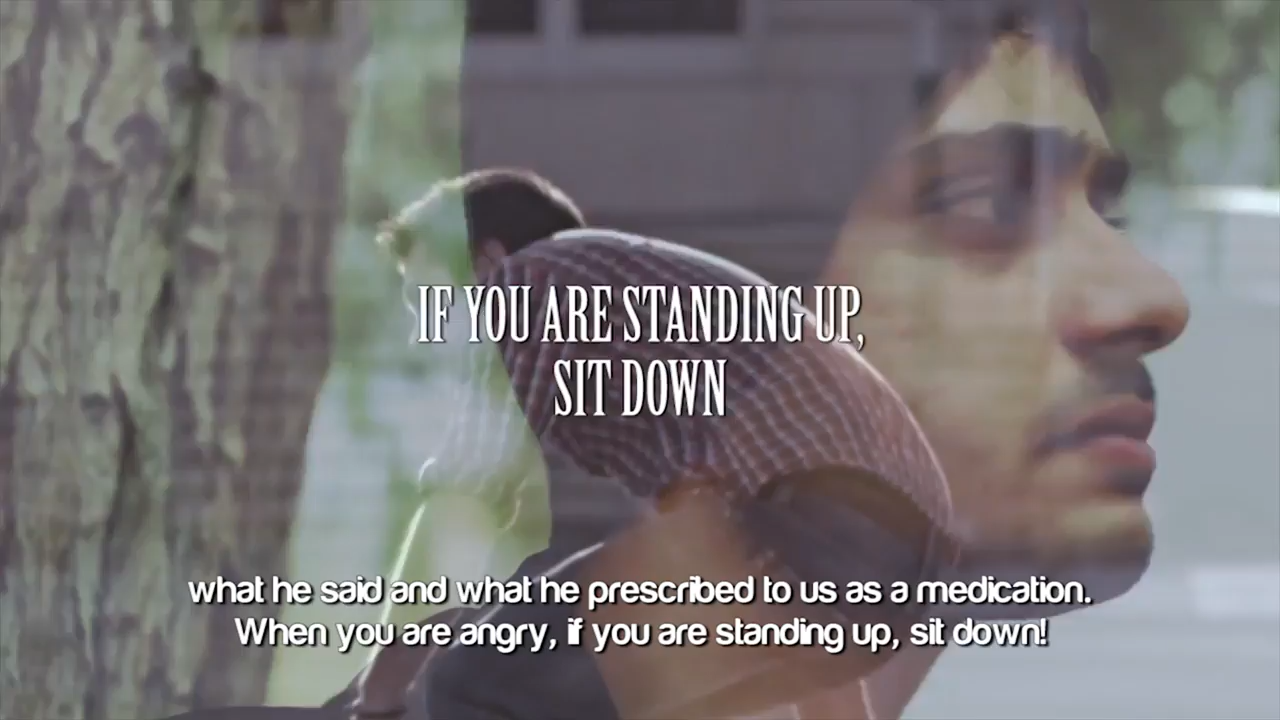 IF YOU ARE STANDING UP,
SIT DOWN
what he said and what he prescribed to us as a medication.
When you are angry, if you are standing up, sit down!